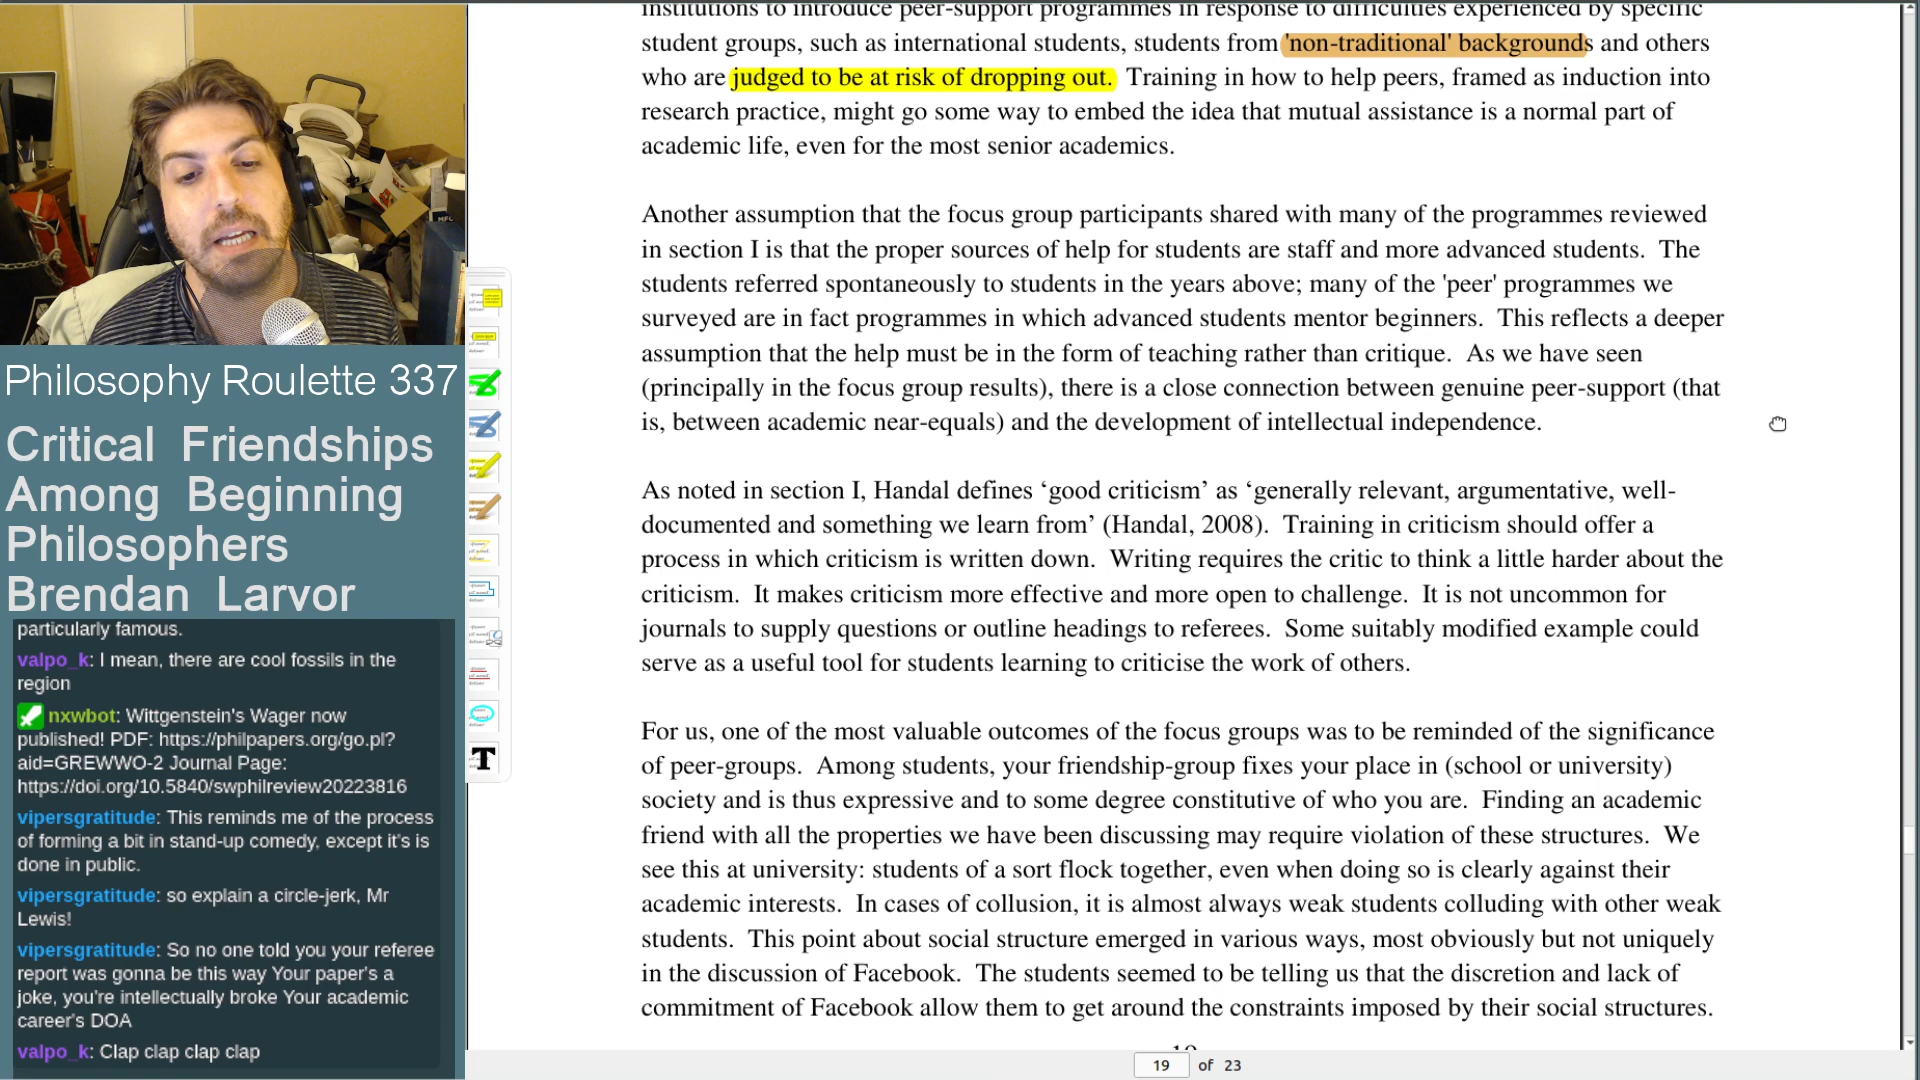 institutions to introduce peer-support programmes in response to difficulties experienced by specific
student groups, such as international students, students from 'non-traditional' backgrounds and others
who are judged to be at risk of dropping out.  Training in how to help peers, framed as induction into
research practice, might go some way to embed the idea that mutual assistance is a normal part of
academic life, even for the most senior academics.
Another assumption that the focus group participants shared with many of the programmes reviewed
in section I is that the proper sources of help for students are staff and more advanced students.  The
students referred spontaneously to students in the years above; many of the 'peer' programmes we
surveyed are in fact programmes in which advanced students mentor beginners.  This reflects a deeper
assumption that the help must be in the form of teaching rather than critique.  As we have seen
(principally in the focus group results), there is a close connection between genuine peer-support (that
is, between academic near-equals) and the development of intellectual independence.
As noted in section I, Handal defines ‘good criticism’ as ‘generally relevant, argumentative, well-
documented and something we learn from’ (Handal, 2008).  Training in criticism should offer a
process in which criticism is written down.  Writing requires the critic to think a little harder about the
criticism.  It makes criticism more effective and more open to challenge.  It is not uncommon for
journals to supply questions or outline headings to referees.  Some suitably modified example could
serve as a useful tool for students learning to criticise the work of others.
For us, one of the most valuable outcomes of the focus groups was to be reminded of the significance
of peer-groups.  Among students, your friendship-group fixes your place in (school or university)
society and is thus expressive and to some degree constitutive of who you are.  Finding an academic
friend with all the properties we have been discussing may require violation of these structures.  We
see this at university: students of a sort flock together, even when doing so is clearly against their
academic interests.  In cases of collusion, it is almost always weak students colluding with other weak
students.  This point about social structure emerged in various ways, most obviously but not uniquely
in the discussion of Facebook.  The students seemed to be telling us that the discretion and lack of
commitment of Facebook allow them to get around the constraints imposed by their social structures.
19 of 23
Philosophy Roulette 337
Critical Friendships
Among Beginning
Philosophers
Brendan Larvor
particularly famous.
valpo_k: I mean, there are cool fossils in the
region
nxwbot: Wittgenstein's Wager now
published! PDF: https://philpapers.org/go.pl?
aid=GREWWO-2 Journal Page:
https://doi.org/10.5840/swphilreview20223816
vipersgratitude: This reminds me of the process
of forming a bit in stand-up comedy, except it's is
done in public.
vipersgratitude: so explain a circle-jerk, Mr
Lewis!
vipersgratitude: So no one told you your referee
report was gonna be this way Your paper's a
joke, you're intellectually broke Your academic
career's DOA
valpo_k: Clap clap clap clap
T